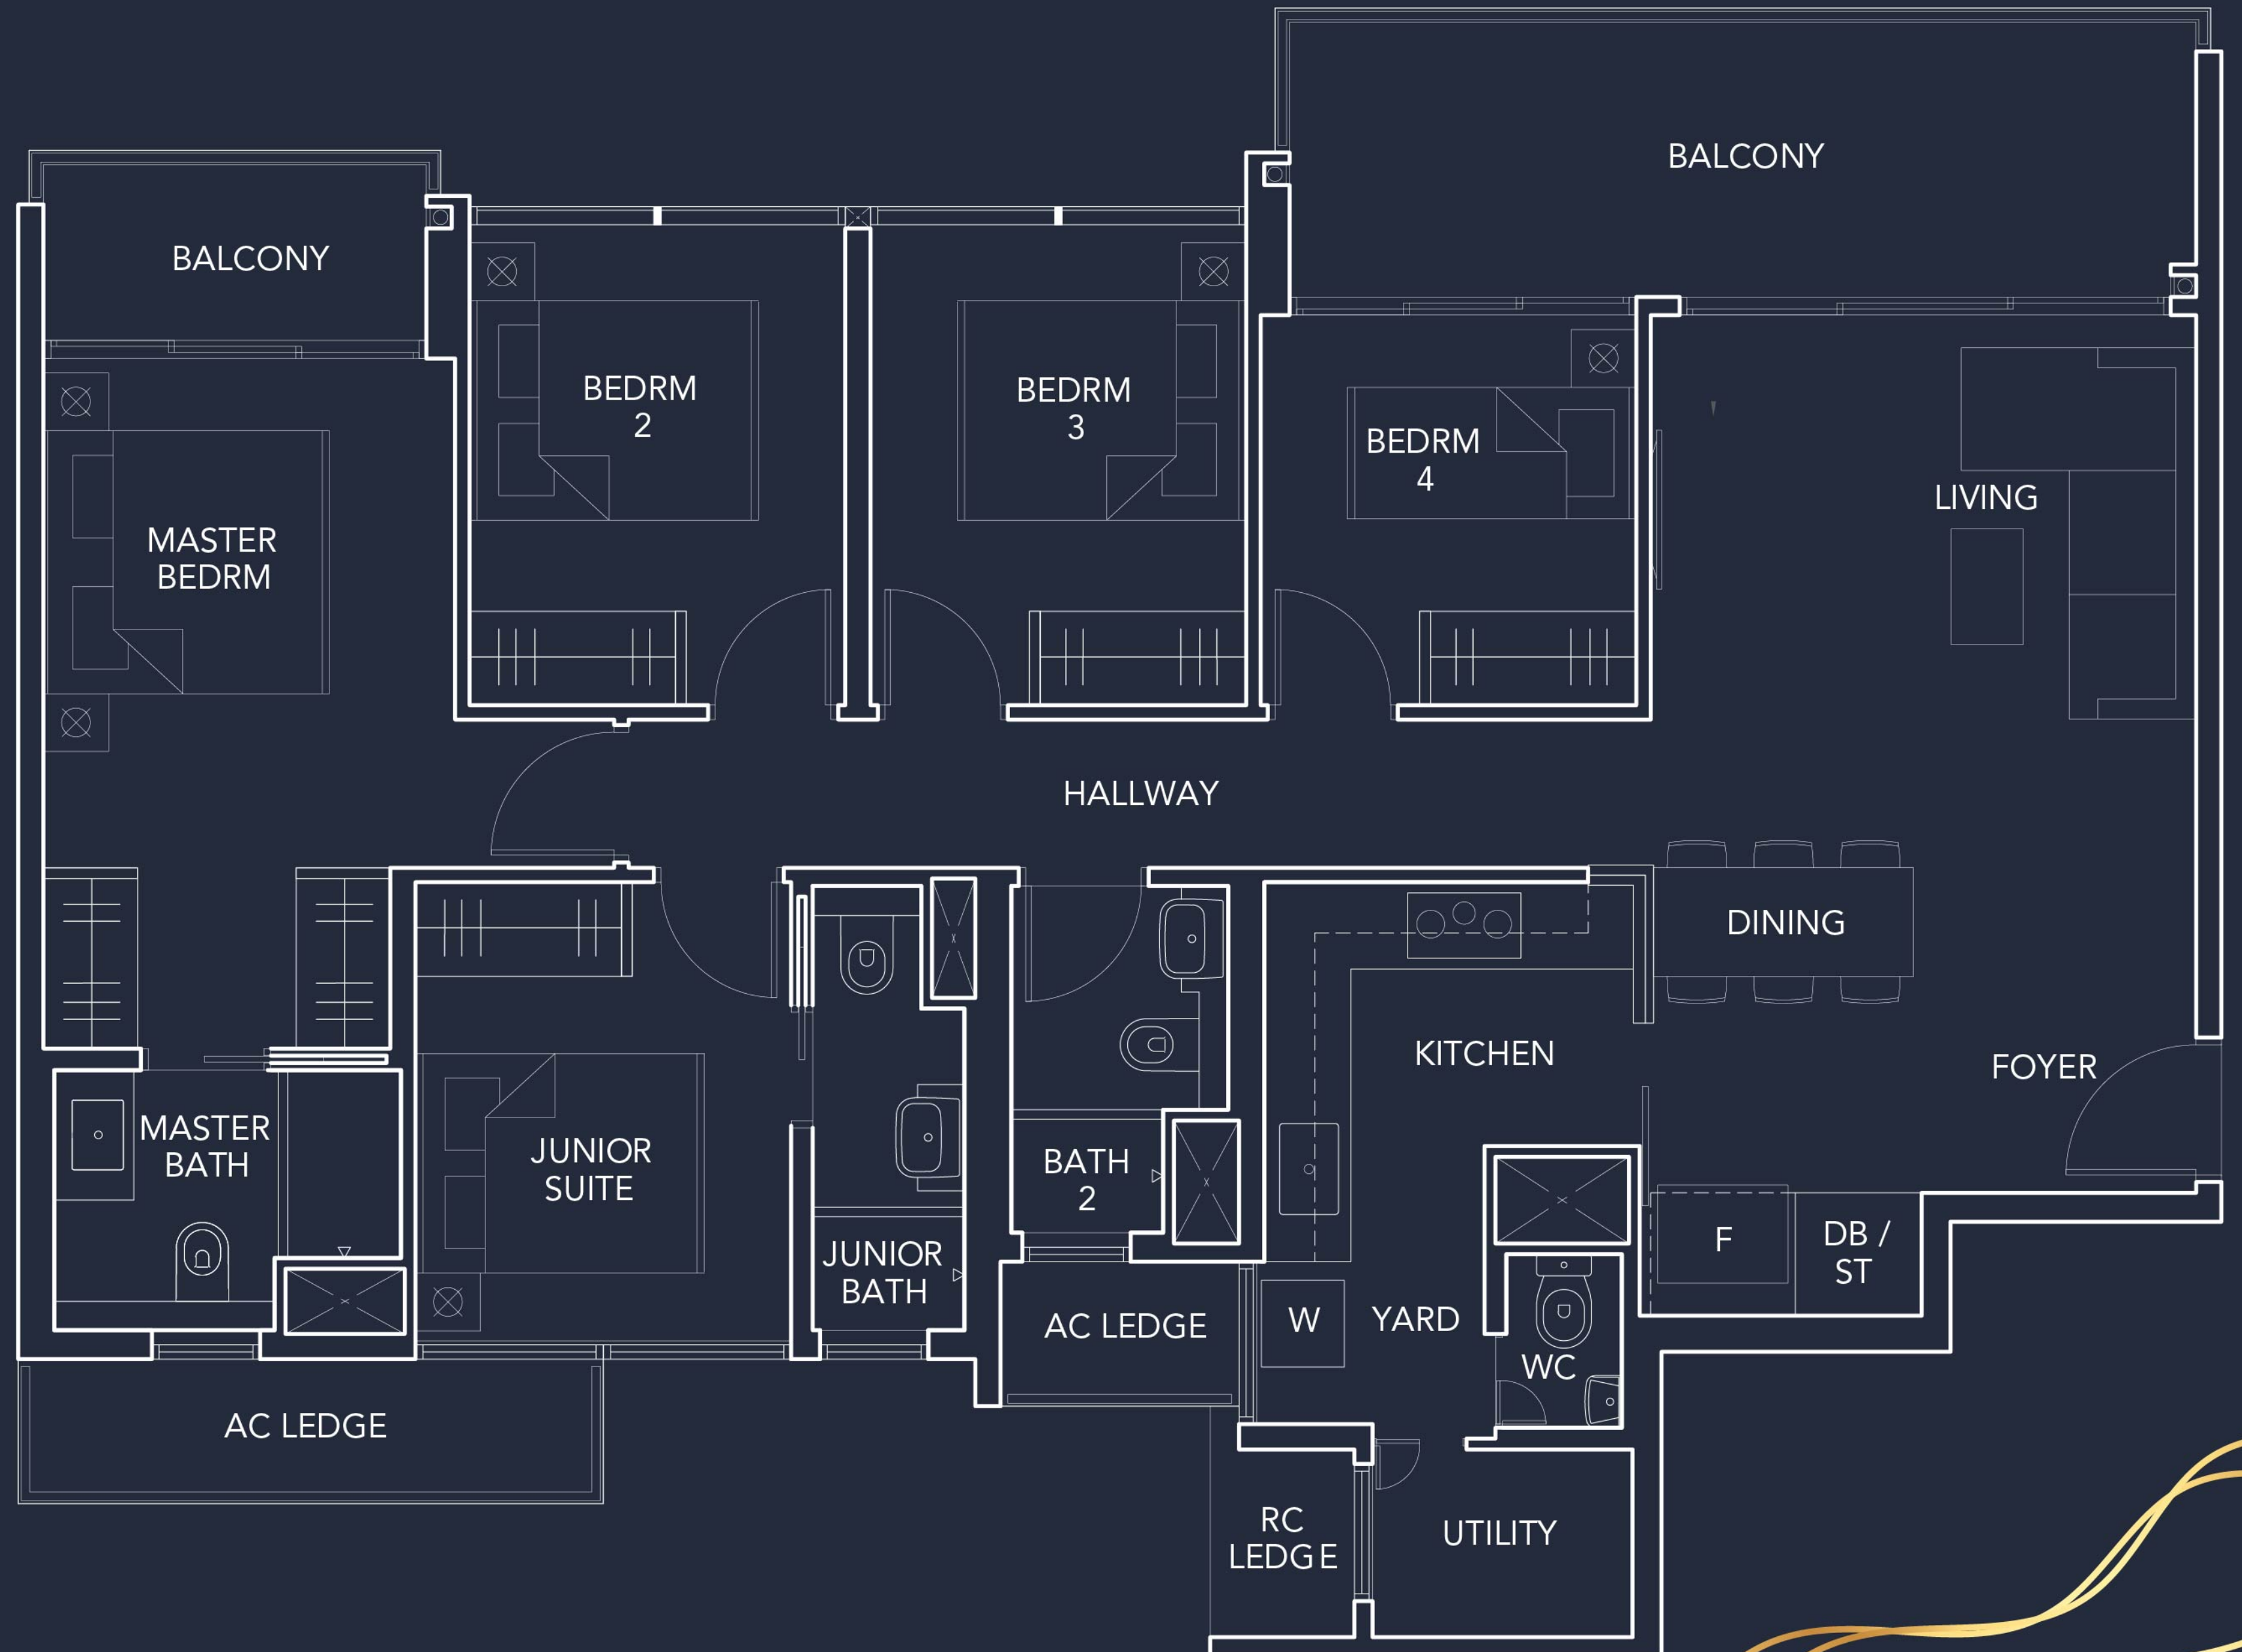 BALCONY
BALCONY
BEDRM
2
BEDRM
3
BEDRM
4
LIVING
MASTER
BEDRM
HALLWAY
DINING
KITCHEN
FOYER
MASTER
BATH
JUNIOR
SUITE
BATH
2
JUNIOR
BATH
F
DB /
ST
AC LEDGE
W
YARD
WC
AC LEDGE
RC
LEDGE
UTILITY